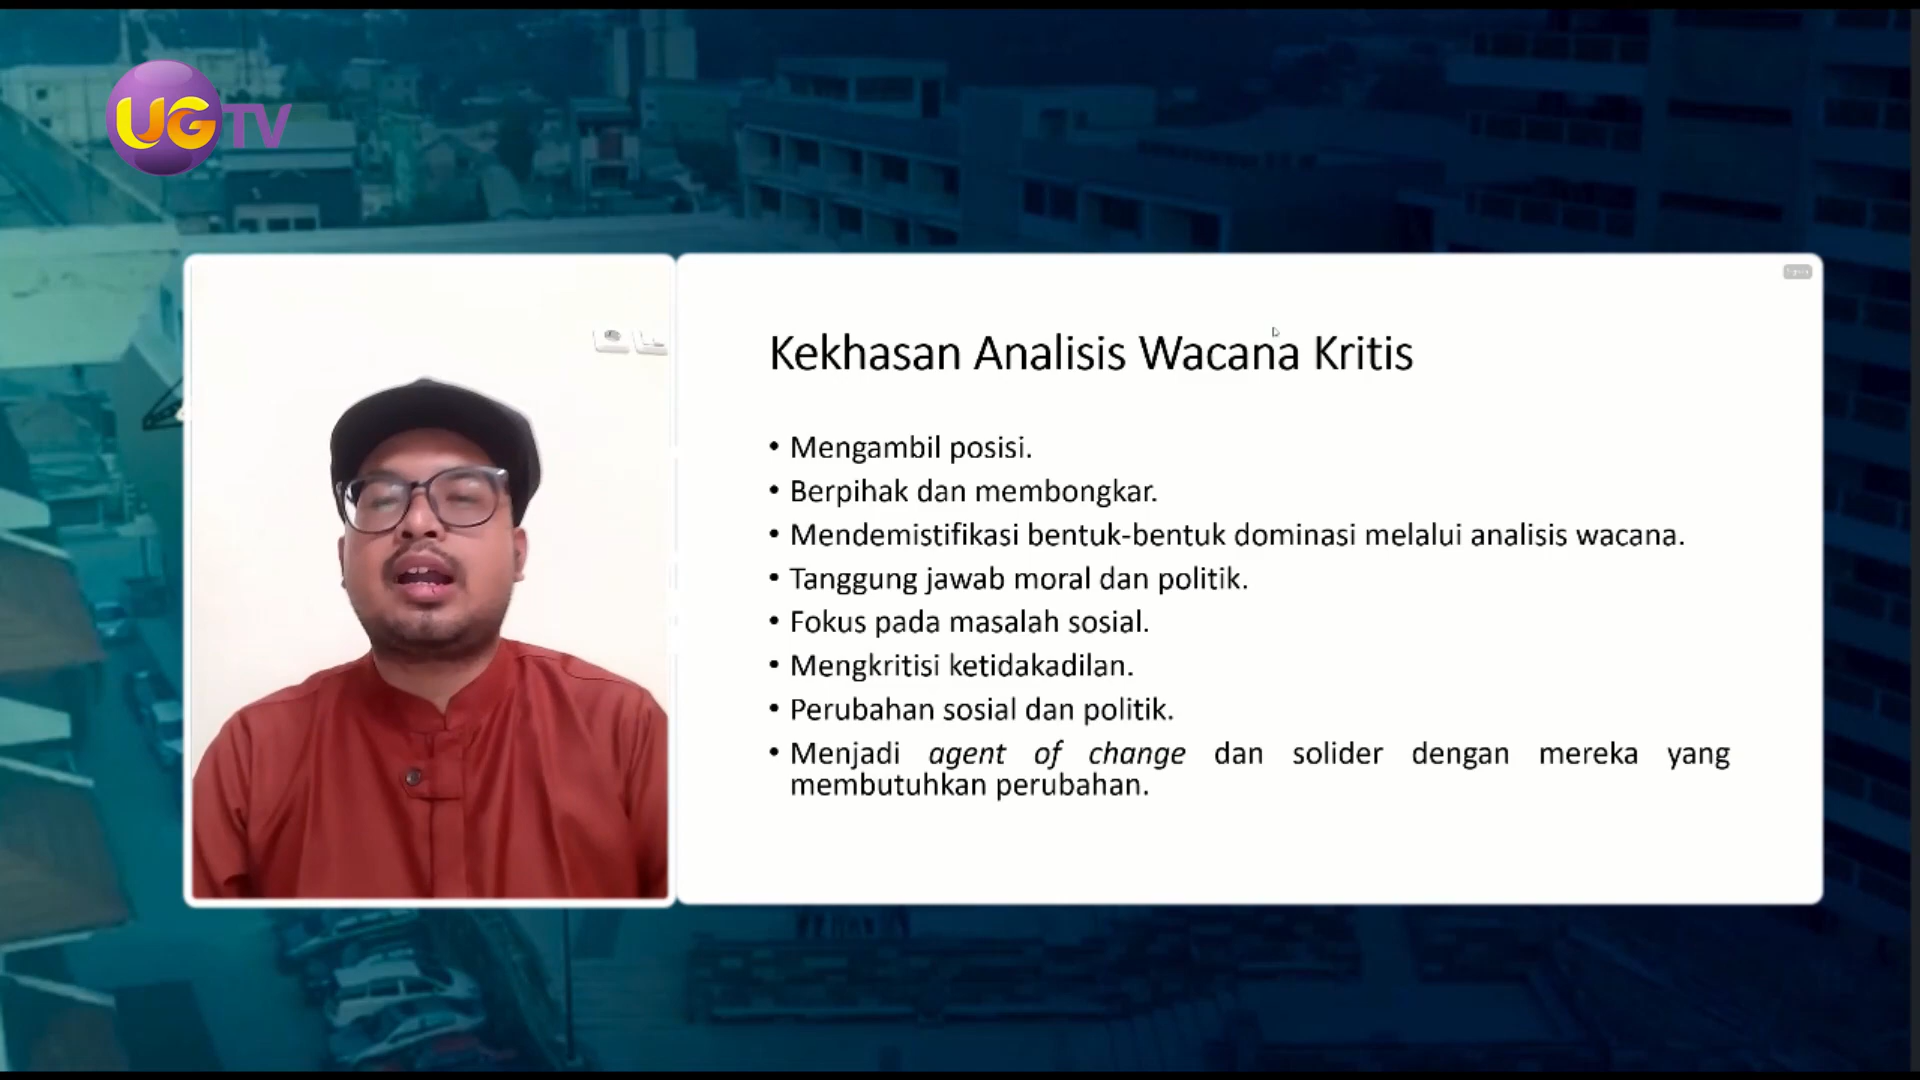 UGTV
Kekhasan Analisis Wacana Kritis
• Mengambil posisi.
• Berpihak dan membongkar.
• Mendemistifikasi bentuk-bentuk dominasi melalui analisis wacana.
• Tanggung jawab moral dan politik.
• Fokus pada masalah sosial.
• Mengkritisi ketidakadilan.
• Perubahan sosial dan politik.
• Menjadi agent of change dan solider dengan mereka yang
membutuhkan perubahan.